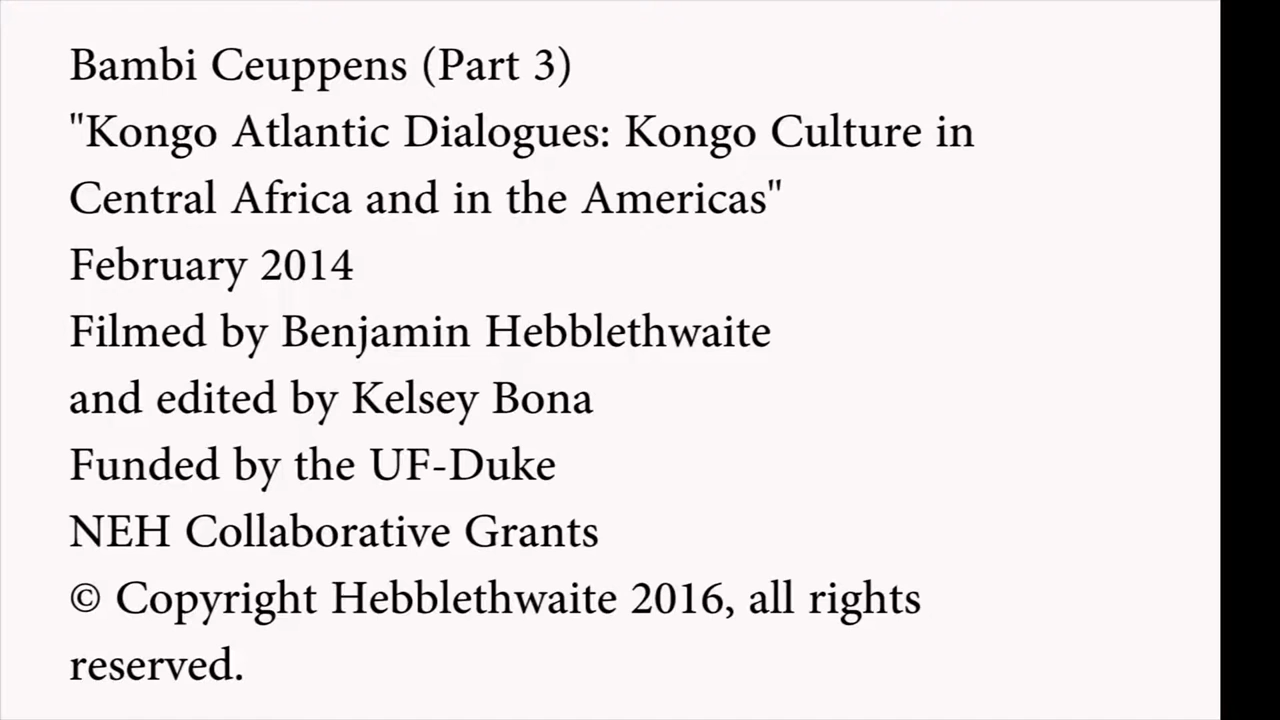 Bambi Ceuppens (Part 3)
"Kongo Atlantic Dialogues: Kongo Culture in
Central Africa and in the Americas"
February 2014
Filmed by Benjamin Hebblethwaite
and edited by Kelsey Bona
Funded by the UF-Duke
NEH Collaborative Grants
© Copyright Hebblethwaite 2016, all rights
reserved.